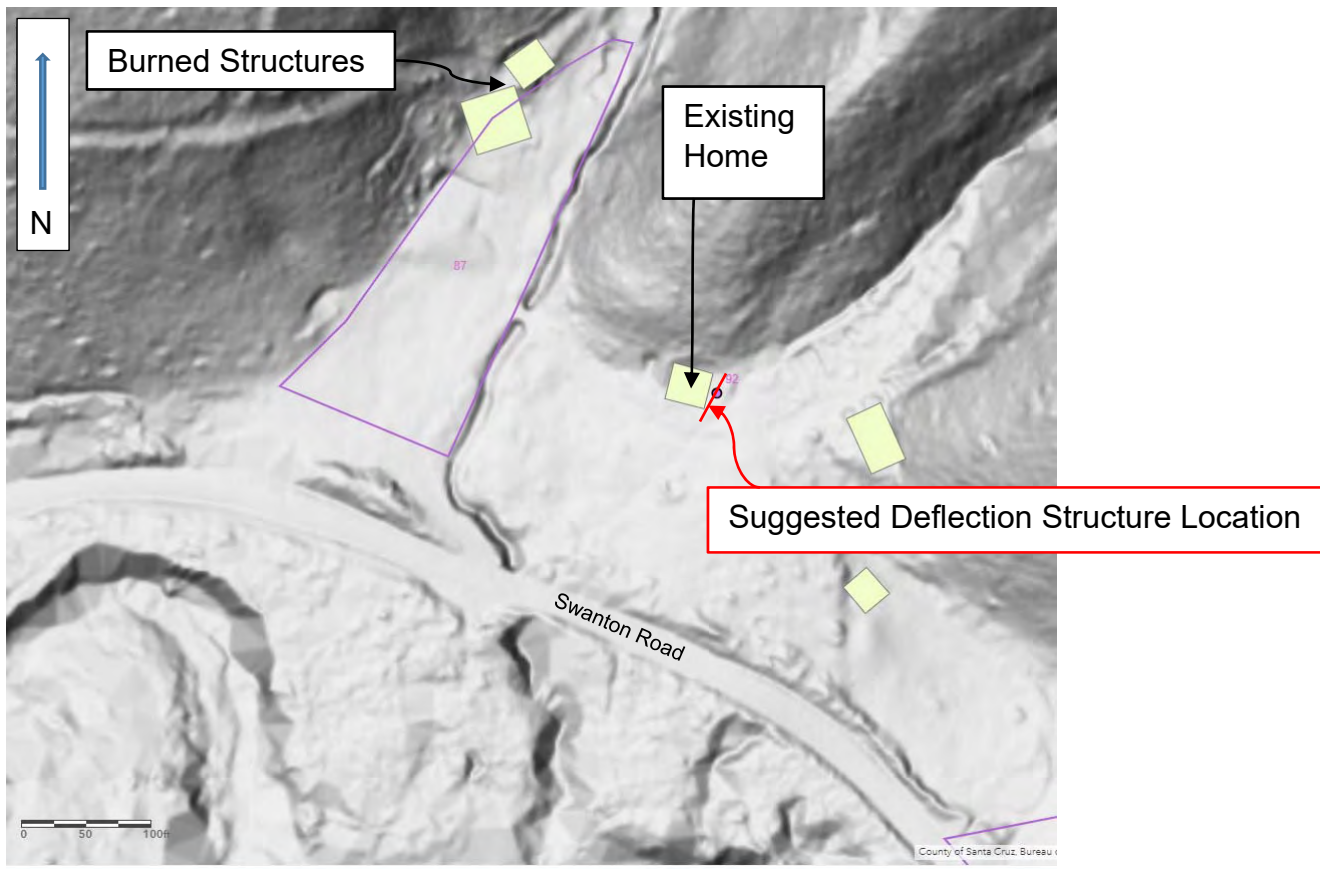 Burned Structures
Existing
Home
N
87
92
Suggested Deflection Structure Location
Swanton Road
0 50 100ft
County of Santa Cruz, Bureau